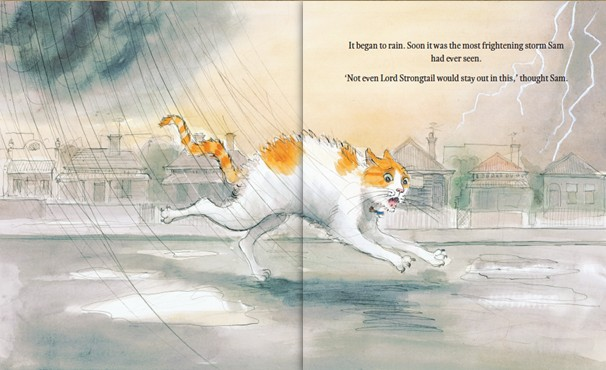 It began to rain. Soon it was the most frightening storm Sam
had ever seen.
‘Not even Lord Strongtail would stay out in this,’ thought Sam.